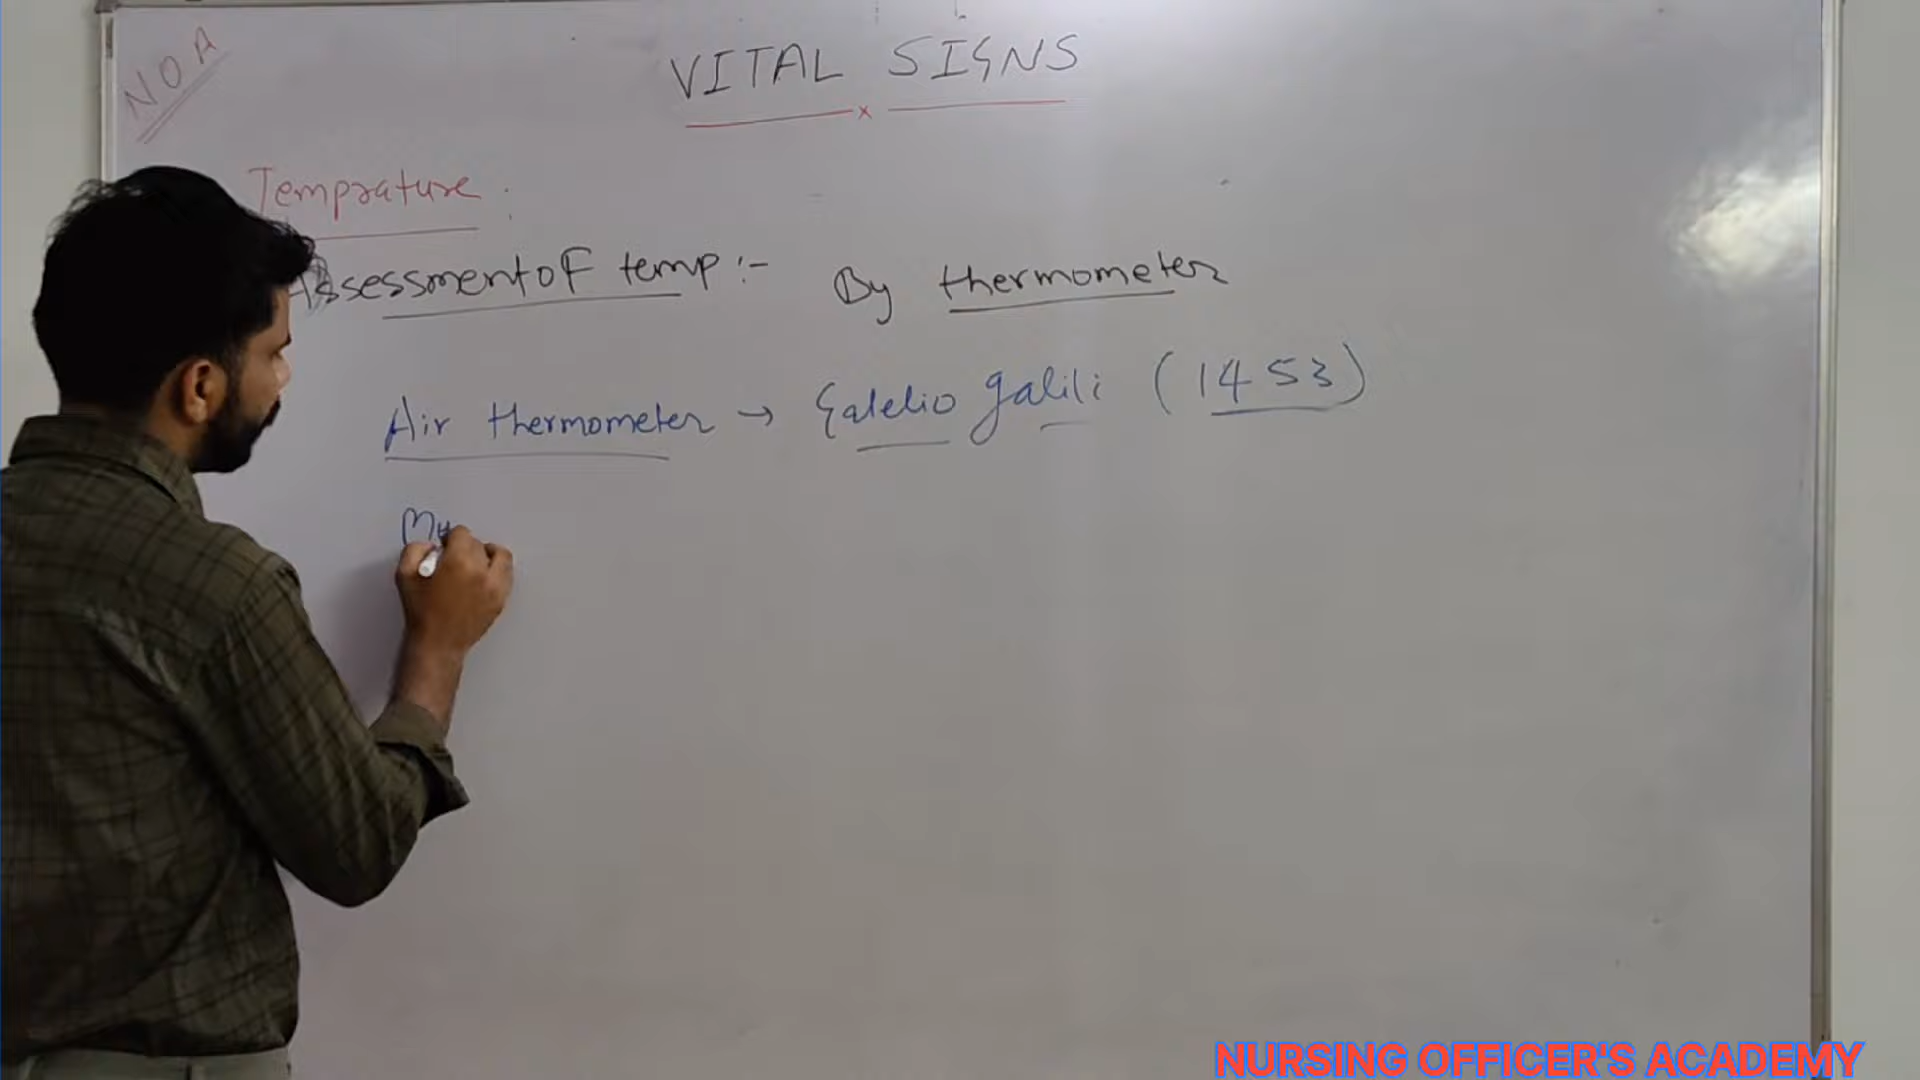 NOA
VITAL SIGNS
x
Temprature :
Assessment of temp :- By thermometer
Air thermometer → Galelio galili (1453)
NURSING OFFICER'S ACADEMY